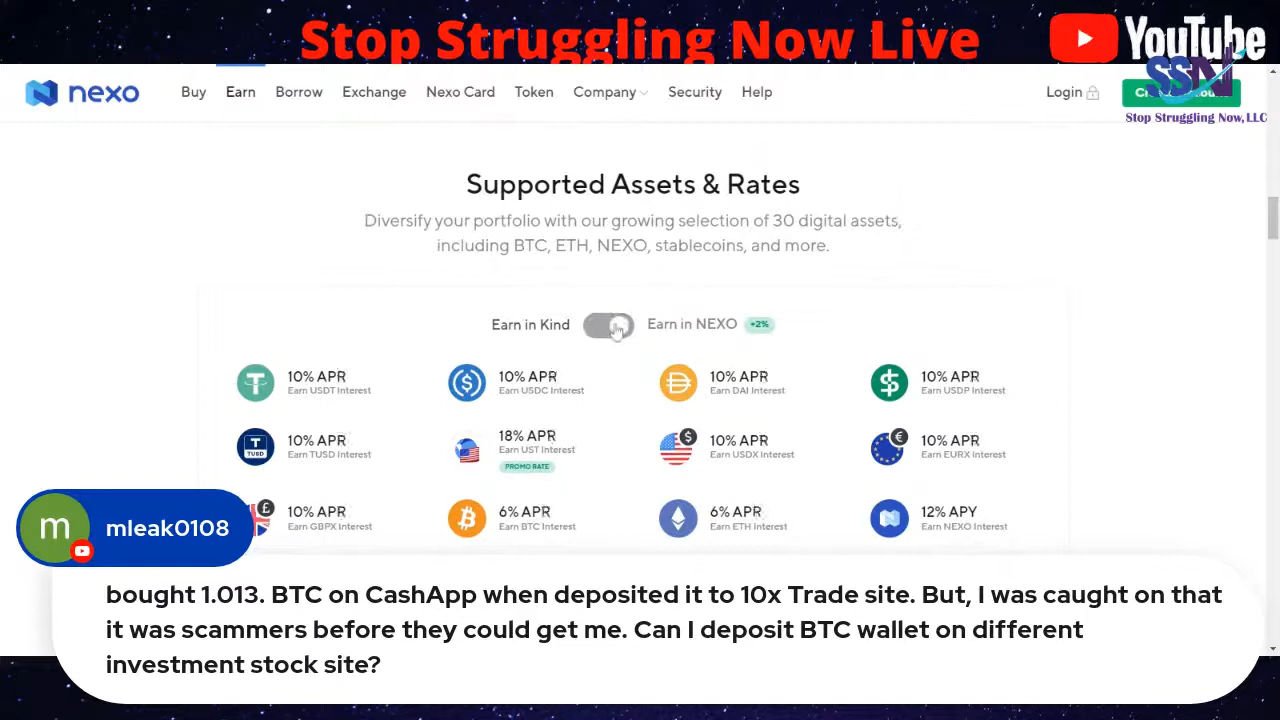 Stop Struggling Now Live
YouTube
SSN
Stop Struggling Now, LLC
nexo
Buy Earn Borrow Exchange Nexo Card Token Company Security Help Login
Supported Assets & Rates
Diversify your portfolio with our growing selection of 30 digital assets,
including BTC, ETH, NEXO, stablecoins, and more.
Earn in Kind Earn in NEXO +2%
10% APR 10% APR 10% APR 10% APR
Earn USDT Interest Earn USDC Interest Earn DAI Interest Earn USDP Interest
10% APR 18% APR 10% APR 10% APR
TUSD Earn TUSD Interest Earn UST Interest Earn USDX Interest Earn EURX Interest
PROMO RATE
10% APR 6% APR 6% APR 12% APY
Earn GBPX Interest Earn BTC Interest Earn ETH Interest Earn NEXO Interest
m mleak0108
bought 1.013. BTC on CashApp when deposited it to 10x Trade site. But, I was caught on that
it was scammers before they could get me. Can I deposit BTC wallet on different
investment stock site?